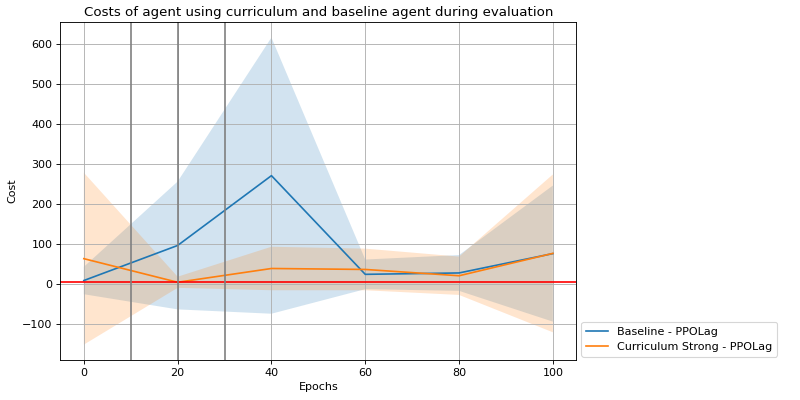 Costs of agent using curriculum and baseline agent during evaluation
600
500
400
300
200
100
0
−100
Cost
0 20 40 60 80 100
Epochs
Baseline - PPOLag
Curriculum Strong - PPOLag